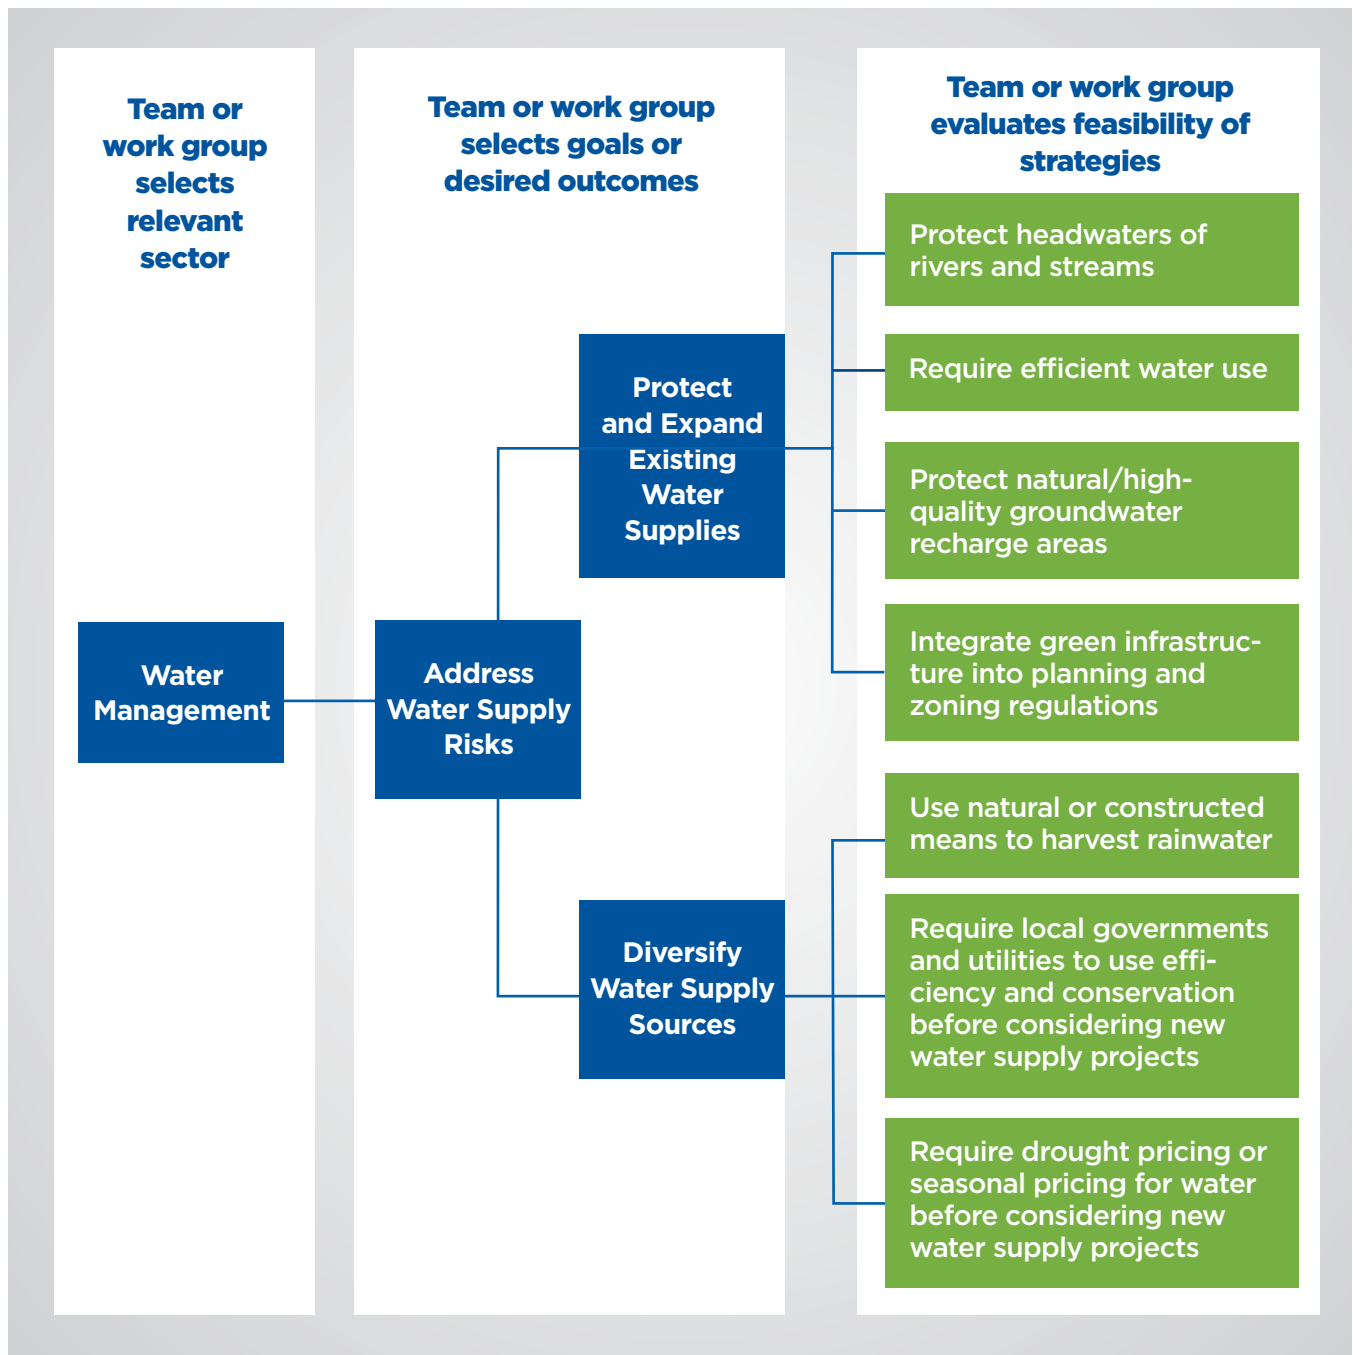 Team or
work group
selects
relevant
sector
Team or work group
selects goals or
desired outcomes
Team or work group
evaluates feasibility of
strategies
Water
Management
Address
Water Supply
Risks
Protect
and Expand
Existing
Water
Supplies
Diversify
Water Supply
Sources
Protect headwaters of
rivers and streams
Require efficient water use
Protect natural/high-
quality groundwater
recharge areas
Integrate green infrastruc-
ture into planning and
zoning regulations
Use natural or constructed
means to harvest rainwater
Require local governments
and utilities to use effi-
ciency and conservation
before considering new
water supply projects
Require drought pricing or
seasonal pricing for water
before considering new
water supply projects